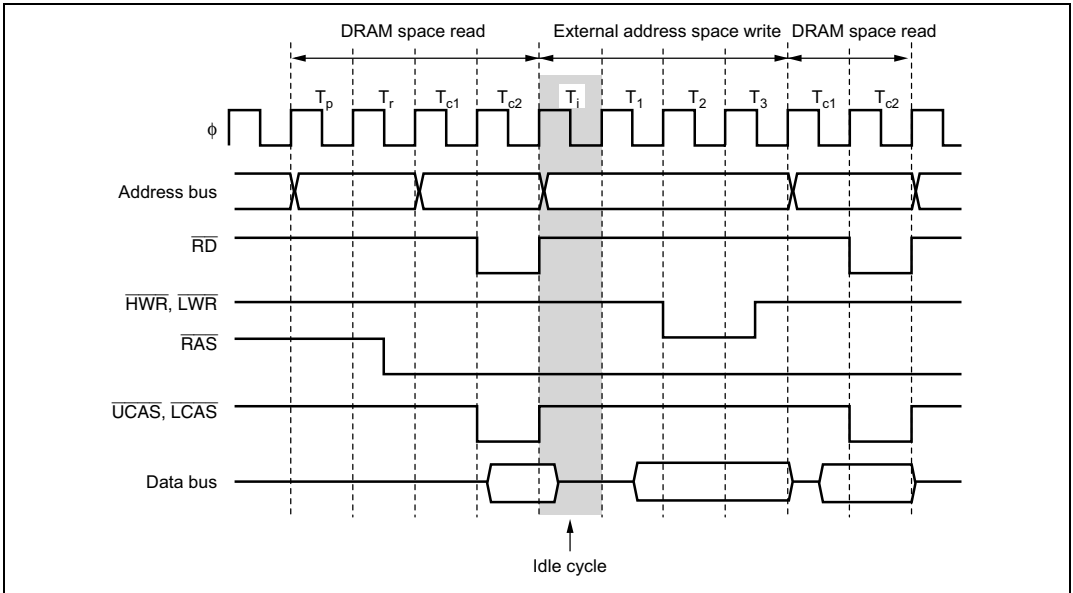 DRAM space read External address space write DRAM space read
Tp Tr Tc1 Tc2 Ti T1 T2 T3 Tc1 Tc2
ϕ
Address bus
RD
HWR, LWR
RAS
UCAS, LCAS
Data bus
Idle cycle